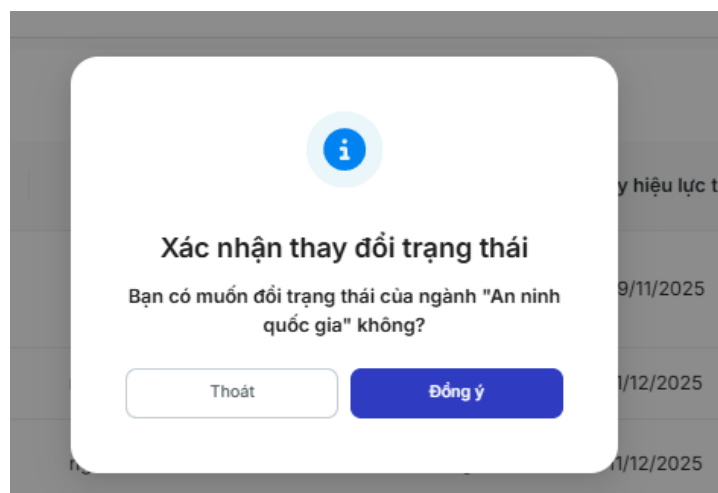 y hiệu lực t
Xác nhận thay đổi trạng thái
Bạn có muốn đổi trạng thái của ngành "An ninh
quốc gia" không?
9/11/2025
Thoát
Đồng ý
1/12/2025
11/12/2025